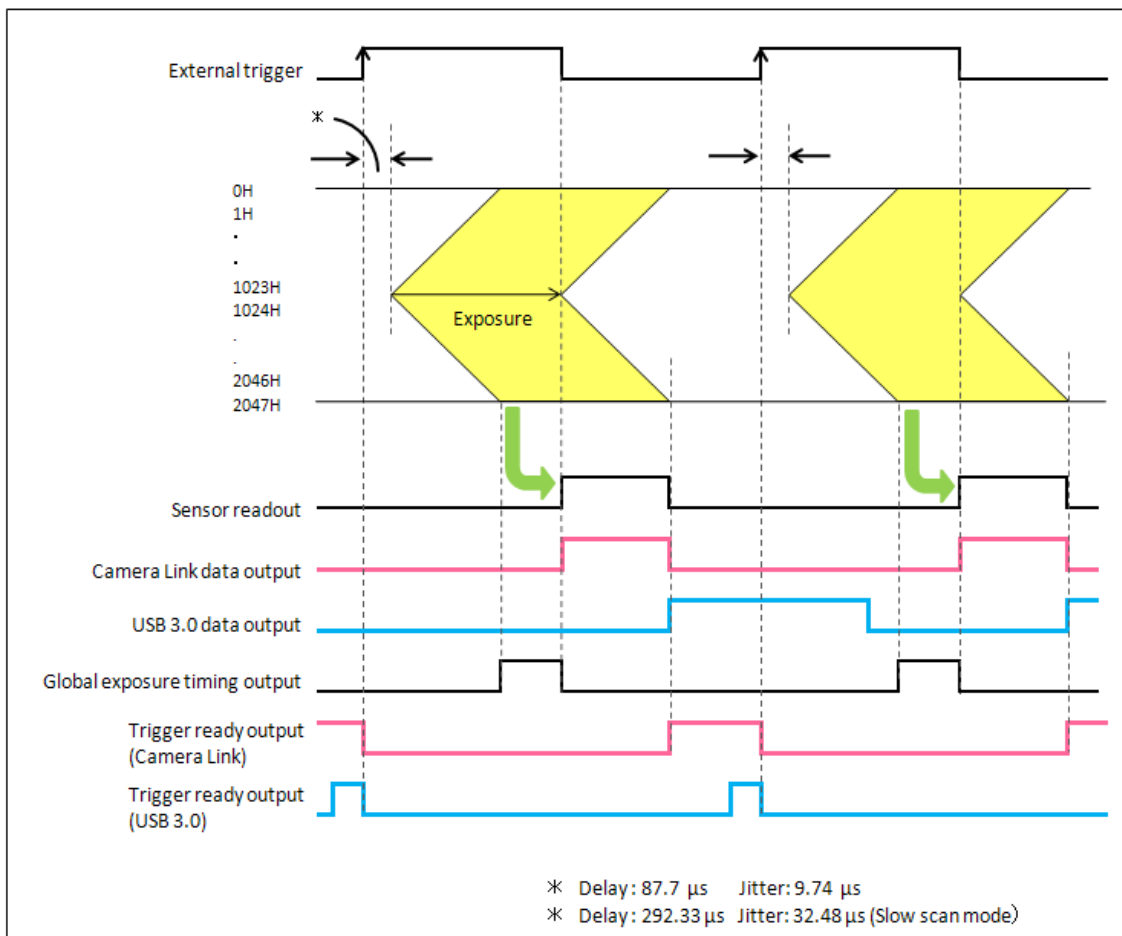 External trigger
*
0H
1H
.
.
1023H
1024H
.
.
2046H
2047H
Exposure
Sensor readout
Camera Link data output
USB 3.0 data output
Global exposure timing output
Trigger ready output
(Camera Link)
Trigger ready output
(USB 3.0)
* Delay: 87.7 μs Jitter: 9.74 μs
* Delay: 292.33 μs Jitter: 32.48 μs (Slow scan mode)